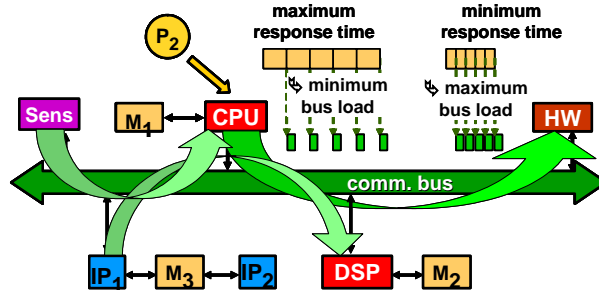 maximum
response time
minimum
response time
P2
↳ minimum
bus load
↳ maximum
bus load
Sens
M1
CPU
HW
comm. bus
IP1
M3
IP2
DSP
M2